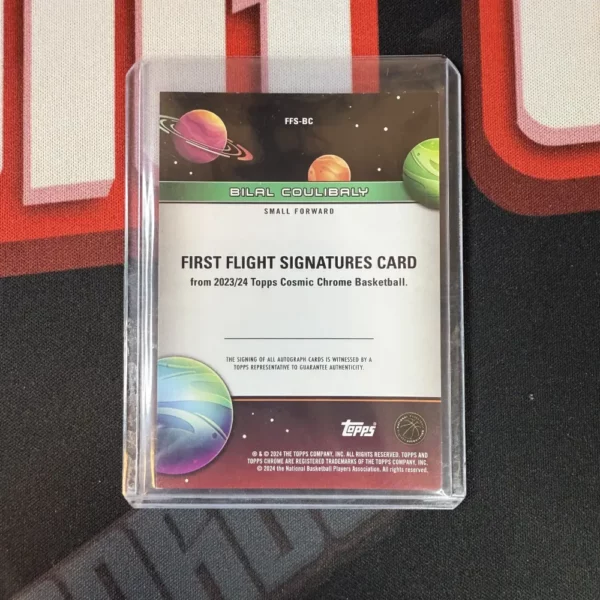 FFS-BC
BILAL COULIBALY
SMALL FORWARD
FIRST FLIGHT SIGNATURES CARD
from 2023/24 Topps Cosmic Chrome Basketball.
THE SIGNING OF ALL AUTOGRAPH CARDS IS WITNESSED BY A
TOPPS REPRESENTATIVE TO GUARANTEE AUTHENTICITY.
Topps
® & © 2024 THE TOPPS COMPANY, INC. ALL RIGHTS RESERVED. TOPPS AND
TOPPS CHROME ARE REGISTERED TRADEMARKS OF THE TOPPS COMPANY, INC.
© 2024 the National Basketball Players Association. All rights reserved.